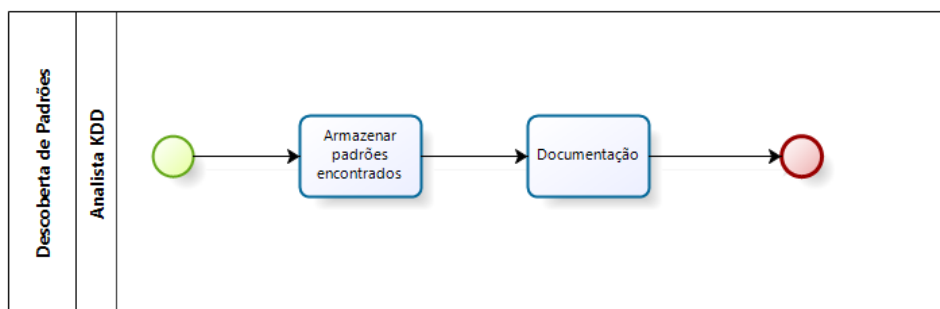 Descoberta de Padrões
Analista KDD
Armazenar
padrões
encontrados
Documentação